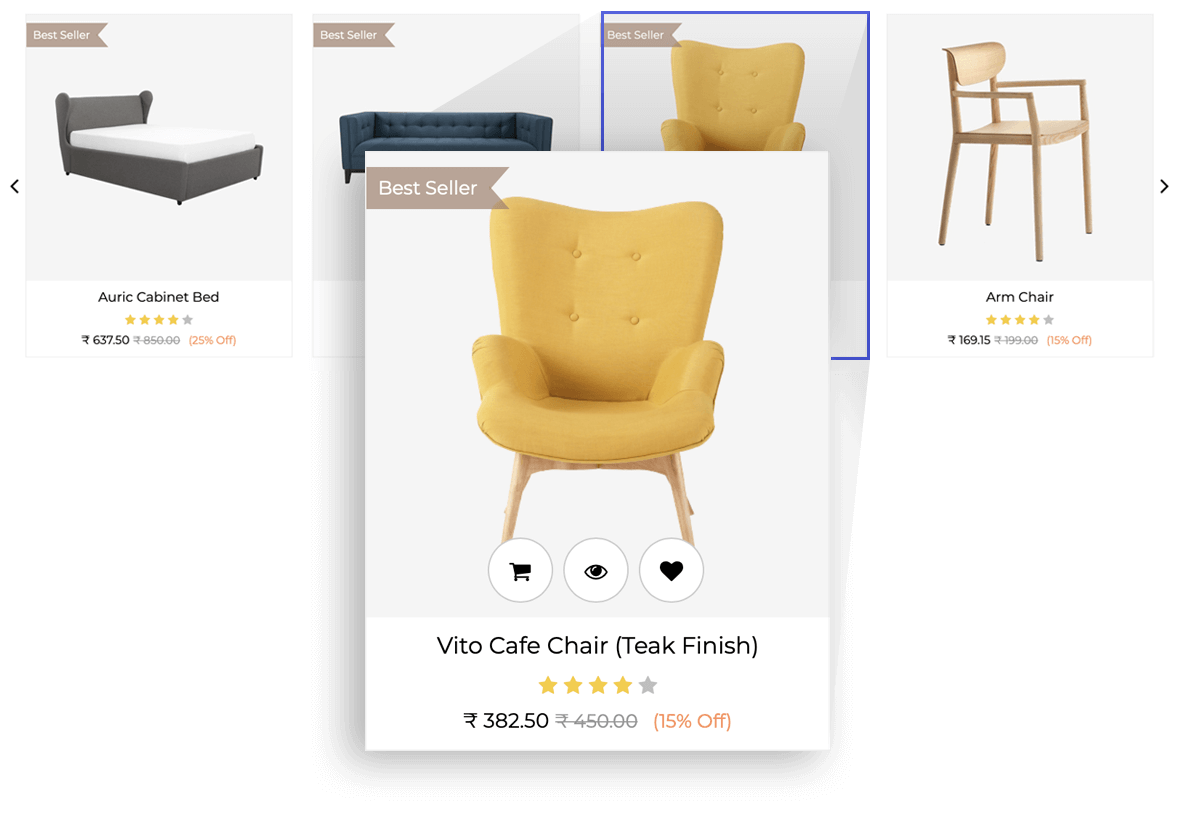 Best Seller
Best Seller
Best Seller
Auric Cabinet Bed
₹ 637.50 ₹ 850.00 (25% Off)
Arm Chair
₹ 169.15 ₹ 199.00 (15% Off)
Best Seller
Vito Cafe Chair (Teak Finish)
₹ 382.50 ₹ 450.00 (15% Off)